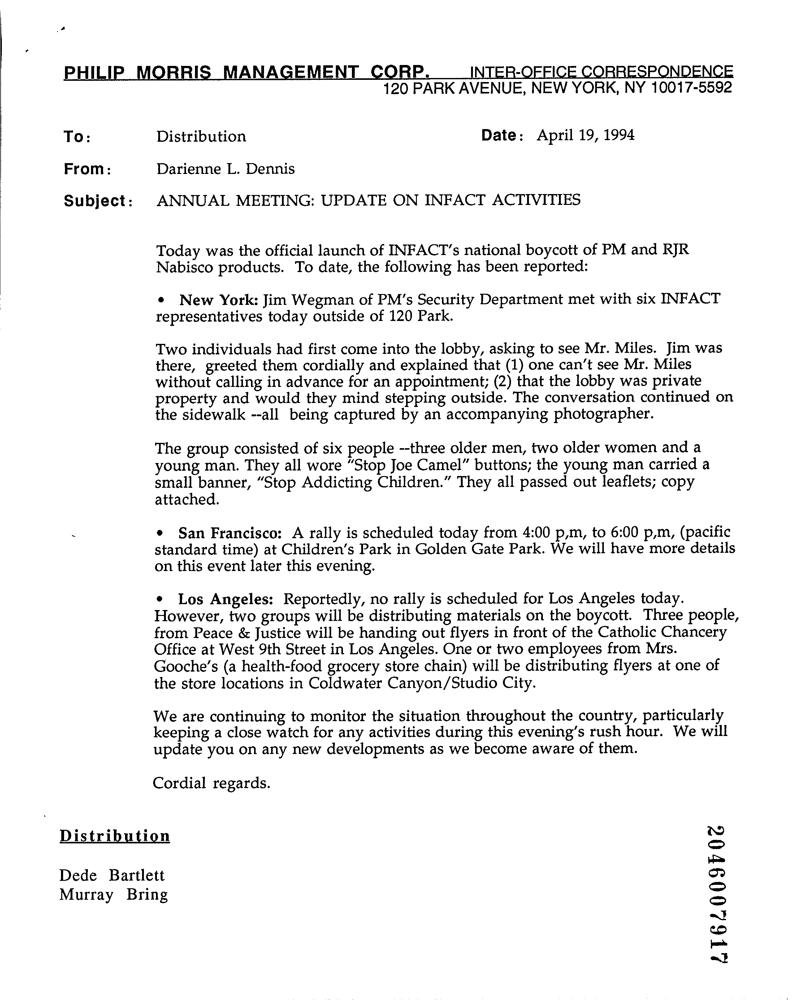 PHILIP MORRIS MANAGEMENT CORP. INTER-OFFICE CORRESPONDENCE
120 PARK AVENUE, NEW YORK, NY 10017-5592
To: Distribution Date: April 19, 1994
From: Darienne L. Dennis
Subject: ANNUAL MEETING: UPDATE ON INFACT ACTIVITIES
Today was the official launch of INFACT's national boycott of PM and RJR
Nabisco products. To date, the following has been reported:
• New York: Jim Wegman of PM's Security Department met with six INFACT
representatives today outside of 120 Park.
Two individuals had first come into the lobby, asking to see Mr. Miles. Jim was
there, greeted them cordially and explained that (1) one can't see Mr. Miles
without calling in advance for an appointment; (2) that the lobby was private
property and would they mind stepping outside. The conversation continued on
the sidewalk --all being captured by an accompanying photographer.
The group consisted of six people --three older men, two older women and a
young man. They all wore "Stop Joe Camel" buttons; the young man carried a
small banner, "Stop Addicting Children." They all passed out leaflets; copy
attached.
• San Francisco: A rally is scheduled today from 4:00 p,m, to 6:00 p,m, (pacific
standard time) at Children's Park in Golden Gate Park. We will have more details
on this event later this evening.
• Los Angeles: Reportedly, no rally is scheduled for Los Angeles today.
However, two groups will be distributing materials on the boycott. Three people,
from Peace & Justice will be handing out flyers in front of the Catholic Chancery
Office at West 9th Street in Los Angeles. One or two employees from Mrs.
Gooche's (a health-food grocery store chain) will be distributing flyers at one of
the store locations in Coldwater Canyon/Studio City.
We are continuing to monitor the situation throughout the country, particularly
keeping a close watch for any activities during this evening's rush hour. We will
update you on any new developments as we become aware of them.
Cordial regards.
Distribution
Dede Bartlett
Murray Bring
2046007917